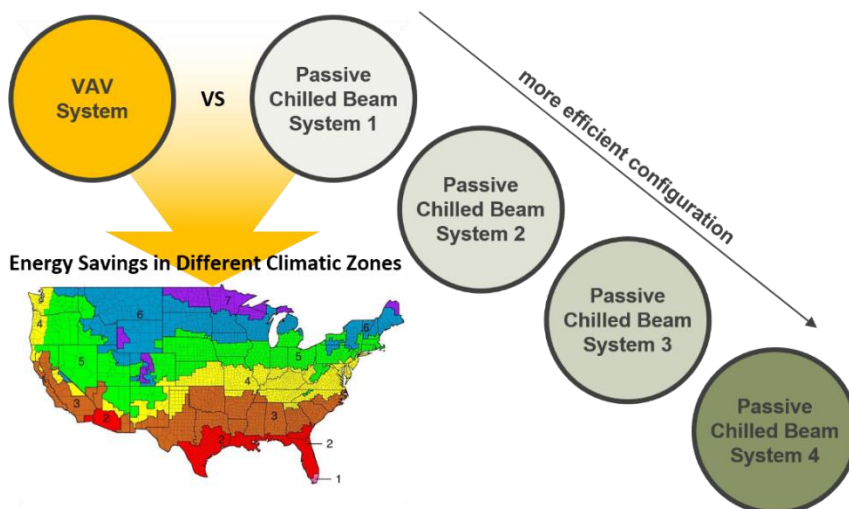 VAV
System
VS
Passive
Chilled Beam
System 1
more efficient configuration
Passive
Chilled Beam
System 2
Energy Savings in Different Climatic Zones
Passive
Chilled Beam
System 3
Passive
Chilled Beam
System 4
7
6
6
4
4
5
5
4
3
3
2
2
2
1